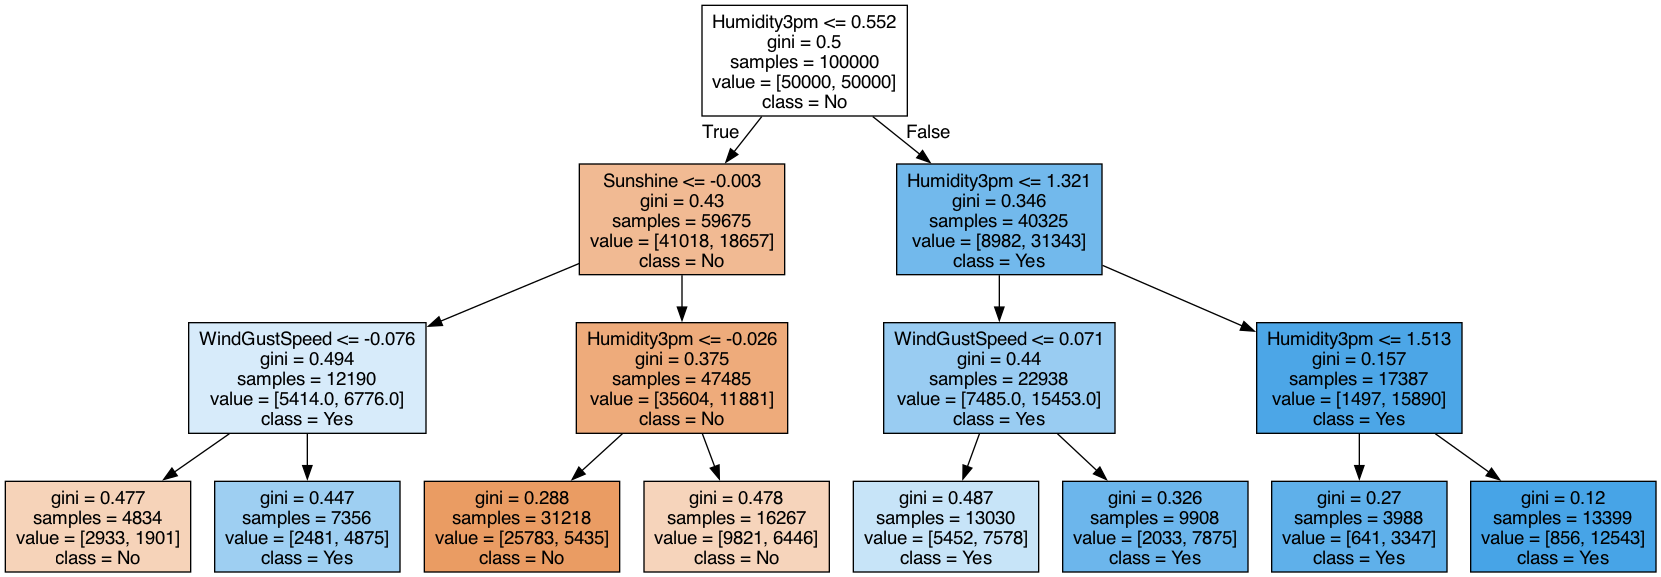 Humidity3pm <= 0.552
gini = 0.5
samples = 100000
value = [50000, 50000]
class = No
True
False
Sunshine <= -0.003
gini = 0.43
samples = 59675
value = [41018, 18657]
class = No
Humidity3pm <= 1.321
gini = 0.346
samples = 40325
value = [8982, 31343]
class = Yes
WindGustSpeed <= -0.076
gini = 0.494
samples = 12190
value = [5414.0, 6776.0]
class = Yes
Humidity3pm <= -0.026
gini = 0.375
samples = 47485
value = [35604, 11881]
class = No
WindGustSpeed <= 0.071
gini = 0.44
samples = 22938
value = [7485.0, 15453.0]
class = Yes
Humidity3pm <= 1.513
gini = 0.157
samples = 17387
value = [1497, 15890]
class = Yes
gini = 0.477
samples = 4834
value = [2933, 1901]
class = No
gini = 0.447
samples = 7356
value = [2481, 4875]
class = Yes
gini = 0.288
samples = 31218
value = [25783, 5435]
class = No
gini = 0.478
samples = 16267
value = [9821, 6446]
class = No
gini = 0.487
samples = 13030
value = [5452, 7578]
class = Yes
gini = 0.326
samples = 9908
value = [2033, 7875]
class = Yes
gini = 0.27
samples = 3988
value = [641, 3347]
class = Yes
gini = 0.12
samples = 13399
value = [856, 12543]
class = Yes